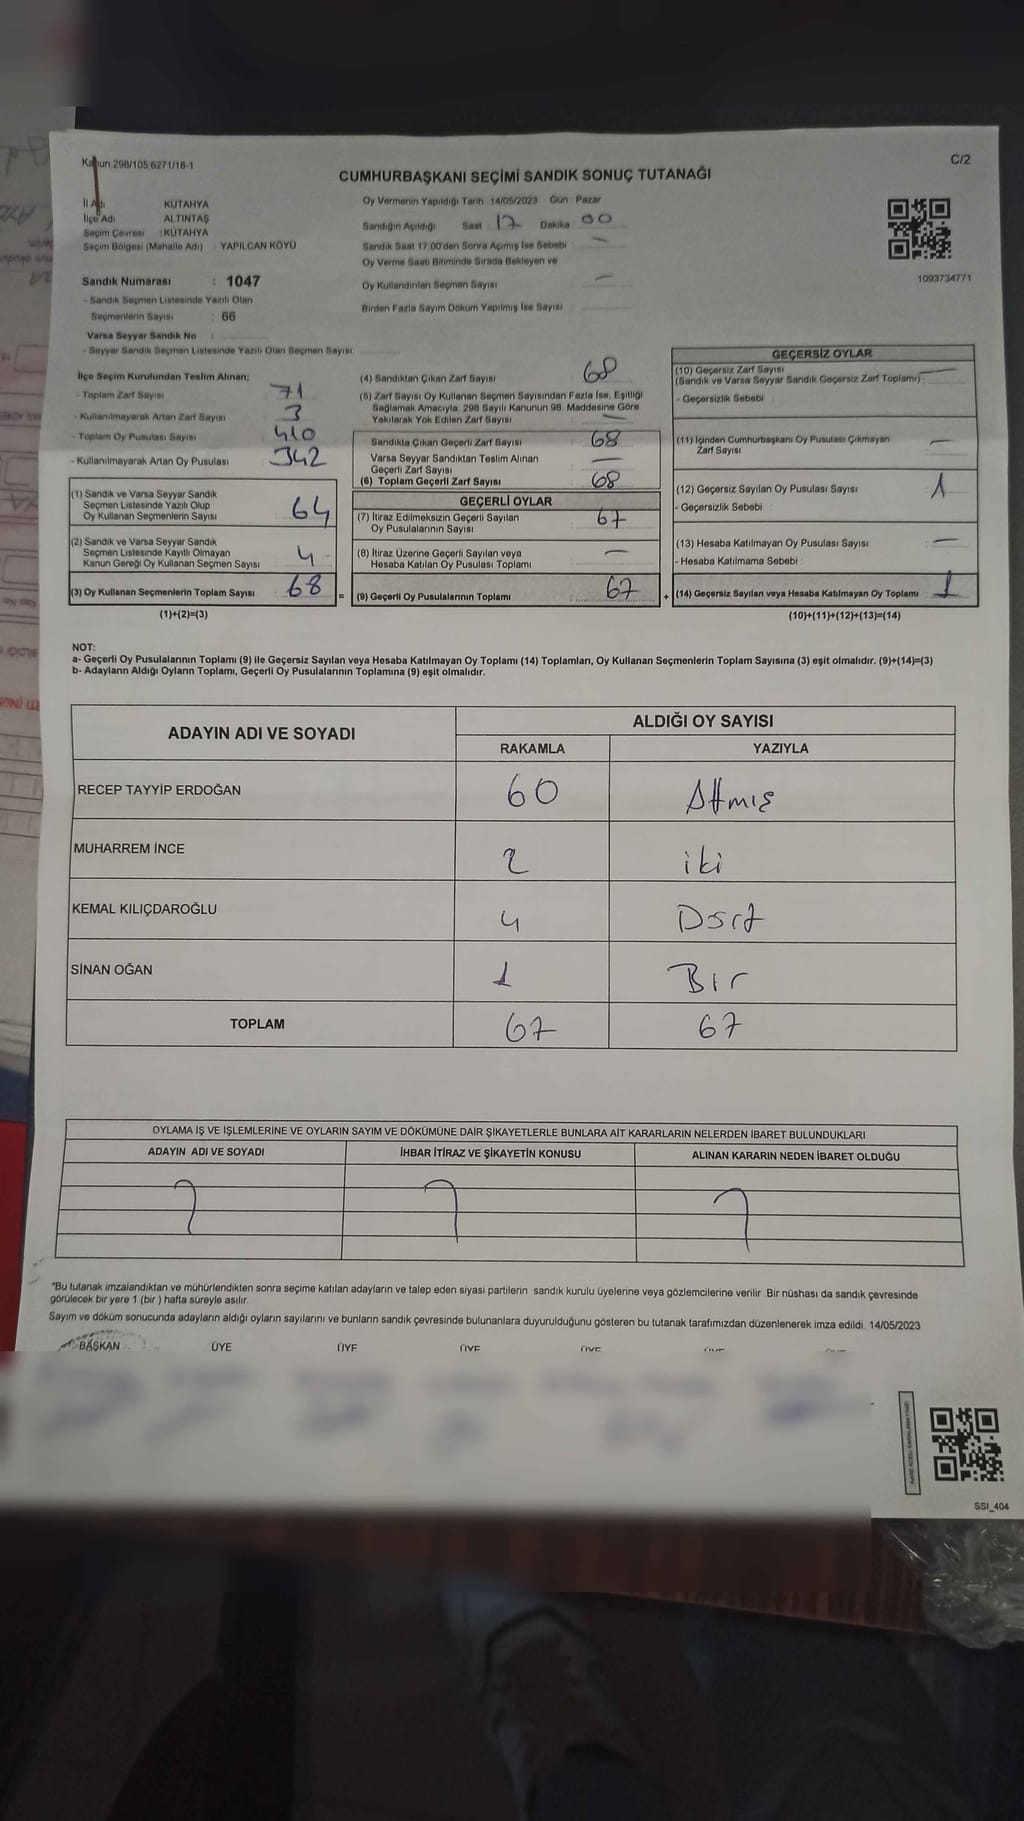 Kanun.298/105,6271/18-1
C/2
CUMHURBAŞKANI SEÇİMİ SANDIK SONUÇ TUTANAĞI
İl Adı KÜTAHYA
İlçe Adı ALTINTAŞ
Seçim Çevresi : KÜTAHYA
Seçim Bölgesi (Mahalle Adı) YAPILCAN KÖYÜ
Sandık Numarası : 1047
- Sandık Seçmen Listesinde Yazılı Olan
Seçmenlerin Sayısı : 66
Varsa Seyyar Sandık No :
- Seyyar Sandık Seçmen Listesinde Yazılı Olan Seçmen Sayısı:
Oy Vermenin Yapıldığı Tarih 14/05/2023 Gün Pazar
Sandığın Açıldığı Saat 17 Dakika : 00
Sandık Saat 17:00'den Sonra Açılmış İse Sebebi : —
Oy Verme Saati Bitiminde Sırada Bekleyen ve
Oy Kullandırılan Seçmen Sayısı : —
Birden Fazla Sayım Döküm Yapılmış İse Sayısı : —
1093734771
İlçe Seçim Kurulundan Teslim Alınan;
- Toplam Zarf Sayısı : 71
- Kullanılmayarak Artan Zarf Sayısı : 3
- Toplam Oy Pusulası Sayısı : 410
- Kullanılmayarak Artan Oy Pusulası : 342
(1) Sandık ve Varsa Seyyar Sandık
Seçmen Listesinde Yazılı Olup
Oy Kullanan Seçmenlerin Sayısı : 64
(2) Sandık ve Varsa Seyyar Sandık
Seçmen Listesinde Kayıtlı Olmayan
Kanun Gereği Oy Kullanan Seçmen Sayısı : 4
(3) Oy Kullanan Seçmenlerin Toplam Sayısı : 68 =
(1)+(2)=(3)
(4) Sandıktan Çıkan Zarf Sayısı : 68
(5) Zarf Sayısı Oy Kullanan Seçmen Sayısından Fazla İse, Eşitliği
Sağlamak Amacıyla; 298 Sayılı Kanunun 98. Maddesine Göre
Yakılarak Yok Edilen Zarf Sayısı : —
Sandıkta Çıkan Geçerli Zarf Sayısı : 68
Varsa Seyyar Sandıktan Teslim Alınan
Geçerli Zarf Sayısı : —
(6) Toplam Geçerli Zarf Sayısı : 68
GEÇERLİ OYLAR
(7) İtiraz Edilmeksizin Geçerli Sayılan
Oy Pusulalarının Sayısı : 67
(8) İtiraz Üzerine Geçerli Sayılan veya
Hesaba Katılan Oy Pusulası Toplamı : —
(9) Geçerli Oy Pusulalarının Toplamı : 67 +
GEÇERSİZ OYLAR
(10) Geçersiz Zarf Sayısı
(Sandık ve Varsa Seyyar Sandık Geçersiz Zarf Toplamı) : —
- Geçersizlik Sebebi :
(11) İçinden Cumhurbaşkanı Oy Pusulası Çıkmayan
Zarf Sayısı : —
(12) Geçersiz Sayılan Oy Pusulası Sayısı : 1
- Geçersizlik Sebebi :
(13) Hesaba Katılmayan Oy Pusulası Sayısı : —
- Hesaba Katılmama Sebebi :
(14) Geçersiz Sayılan veya Hesaba Katılmayan Oy Toplamı : 1
(10)+(11)+(12)+(13)=(14)
NOT:
a- Geçerli Oy Pusulalarının Toplamı (9) ile Geçersiz Sayılan veya Hesaba Katılmayan Oy Toplamı (14) Toplamları, Oy Kullanan Seçmenlerin Toplam Sayısına (3) eşit olmalıdır. (9)+(14)=(3)
b- Adayların Aldığı Oyların Toplamı, Geçerli Oy Pusulalarının Toplamına (9) eşit olmalıdır.
ADAYIN ADI VE SOYADI ALDIĞI OY SAYISI
RAKAMLA YAZIYLA
RECEP TAYYİP ERDOĞAN 60 Altmış
MUHARREM İNCE 2 iki
KEMAL KILIÇDAROĞLU 4 Dört
SİNAN OĞAN 1 Bir
TOPLAM 67 67
OYLAMA İŞ VE İŞLEMLERİNE VE OYLARIN SAYIM VE DÖKÜMÜNE DAİR ŞİKAYETLERLE BUNLARA AİT KARARLARIN NELERDEN İBARET BULUNDUKLARI
ADAYIN ADI VE SOYADI İHBAR İTİRAZ VE ŞİKAYETİN KONUSU ALINAN KARARIN NEDEN İBARET OLDUĞU
*Bu tutanak imzalandıktan ve mühürlendikten sonra seçime katılan adayların ve talep eden siyasi partilerin sandık kurulu üyelerine veya gözlemcilerine verilir. Bir nüshası da sandık çevresinde
görülecek bir yere 1 (bir ) hafta süreyle asılır.
Sayım ve döküm sonucunda adayların aldığı oyların sayılarını ve bunların sandık çevresinde bulunanlara duyurulduğunu gösteren bu tutanak tarafımızdan düzenlenerek imza edildi. 14/05/2023
BAŞKAN ÜYE ÜYE ÜYE ÜYE
SSI_404